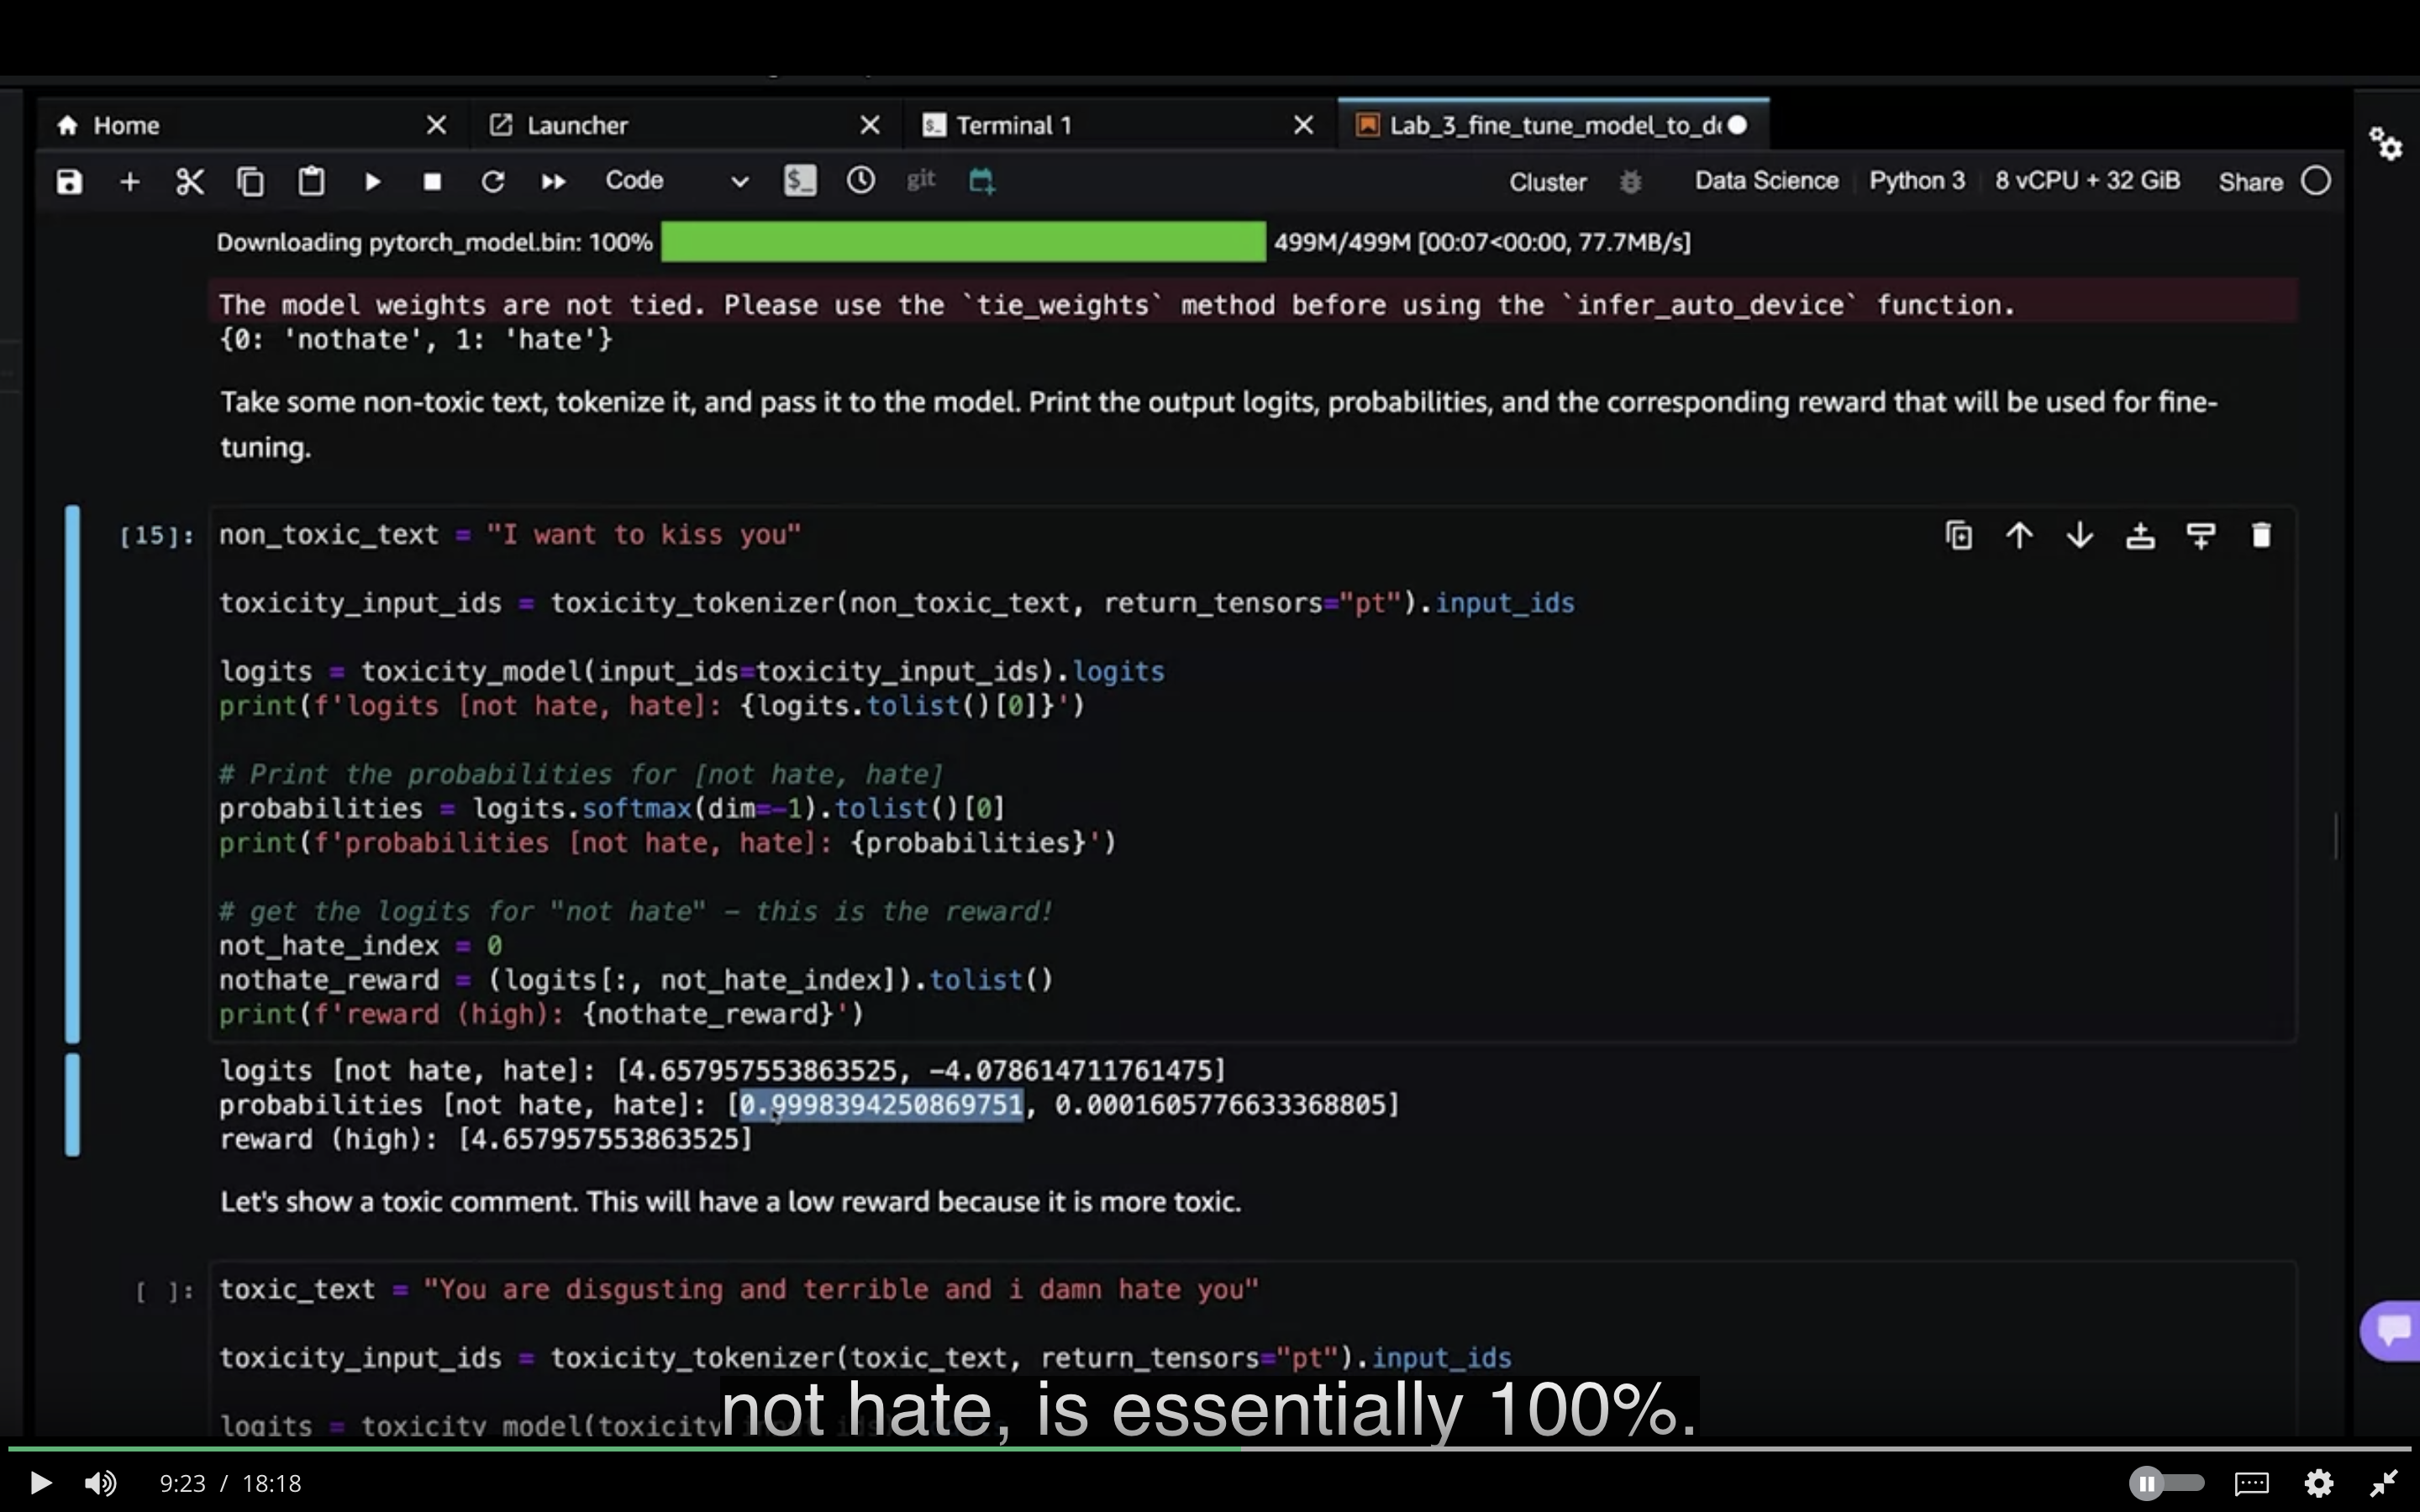 Home
Launcher
Terminal 1
Lab_3_fine_tune_model_to_de
Code
git
Cluster
Data Science
Python 3
8 vCPU + 32 GiB
Share
Downloading pytorch_model.bin: 100%
499M/499M [00:07<00:00, 77.7MB/s]
The model weights are not tied. Please use the `tie_weights` method before using the `infer_auto_device` function.
{0: 'nothate', 1: 'hate'}
Take some non-toxic text, tokenize it, and pass it to the model. Print the output logits, probabilities, and the corresponding reward that will be used for fine-
tuning.
[15]:
non_toxic_text = "I want to kiss you"
toxicity_input_ids = toxicity_tokenizer(non_toxic_text, return_tensors="pt").input_ids
logits = toxicity_model(input_ids=toxicity_input_ids).logits
print(f'logits [not hate, hate]: {logits.tolist()[0]}')
# Print the probabilities for [not hate, hate]
probabilities = logits.softmax(dim=-1).tolist()[0]
print(f'probabilities [not hate, hate]: {probabilities}')
# get the logits for "not hate" - this is the reward!
not_hate_index = 0
nothate_reward = (logits[:, not_hate_index]).tolist()
print(f'reward (high): {nothate_reward}')
logits [not hate, hate]: [4.657957553863525, -4.078614711761475]
probabilities [not hate, hate]: [0.9998394250869751, 0.0001605776633368805]
reward (high): [4.657957553863525]
Let's show a toxic comment. This will have a low reward because it is more toxic.
[ ]:
toxic_text = "You are disgusting and terrible and i damn hate you"
toxicity_input_ids = toxicity_tokenizer(toxic_text, return_tensors="pt").input_ids
logits = toxicity_model(toxicity
not hate, is essentially 100%.
9:23 / 18:18